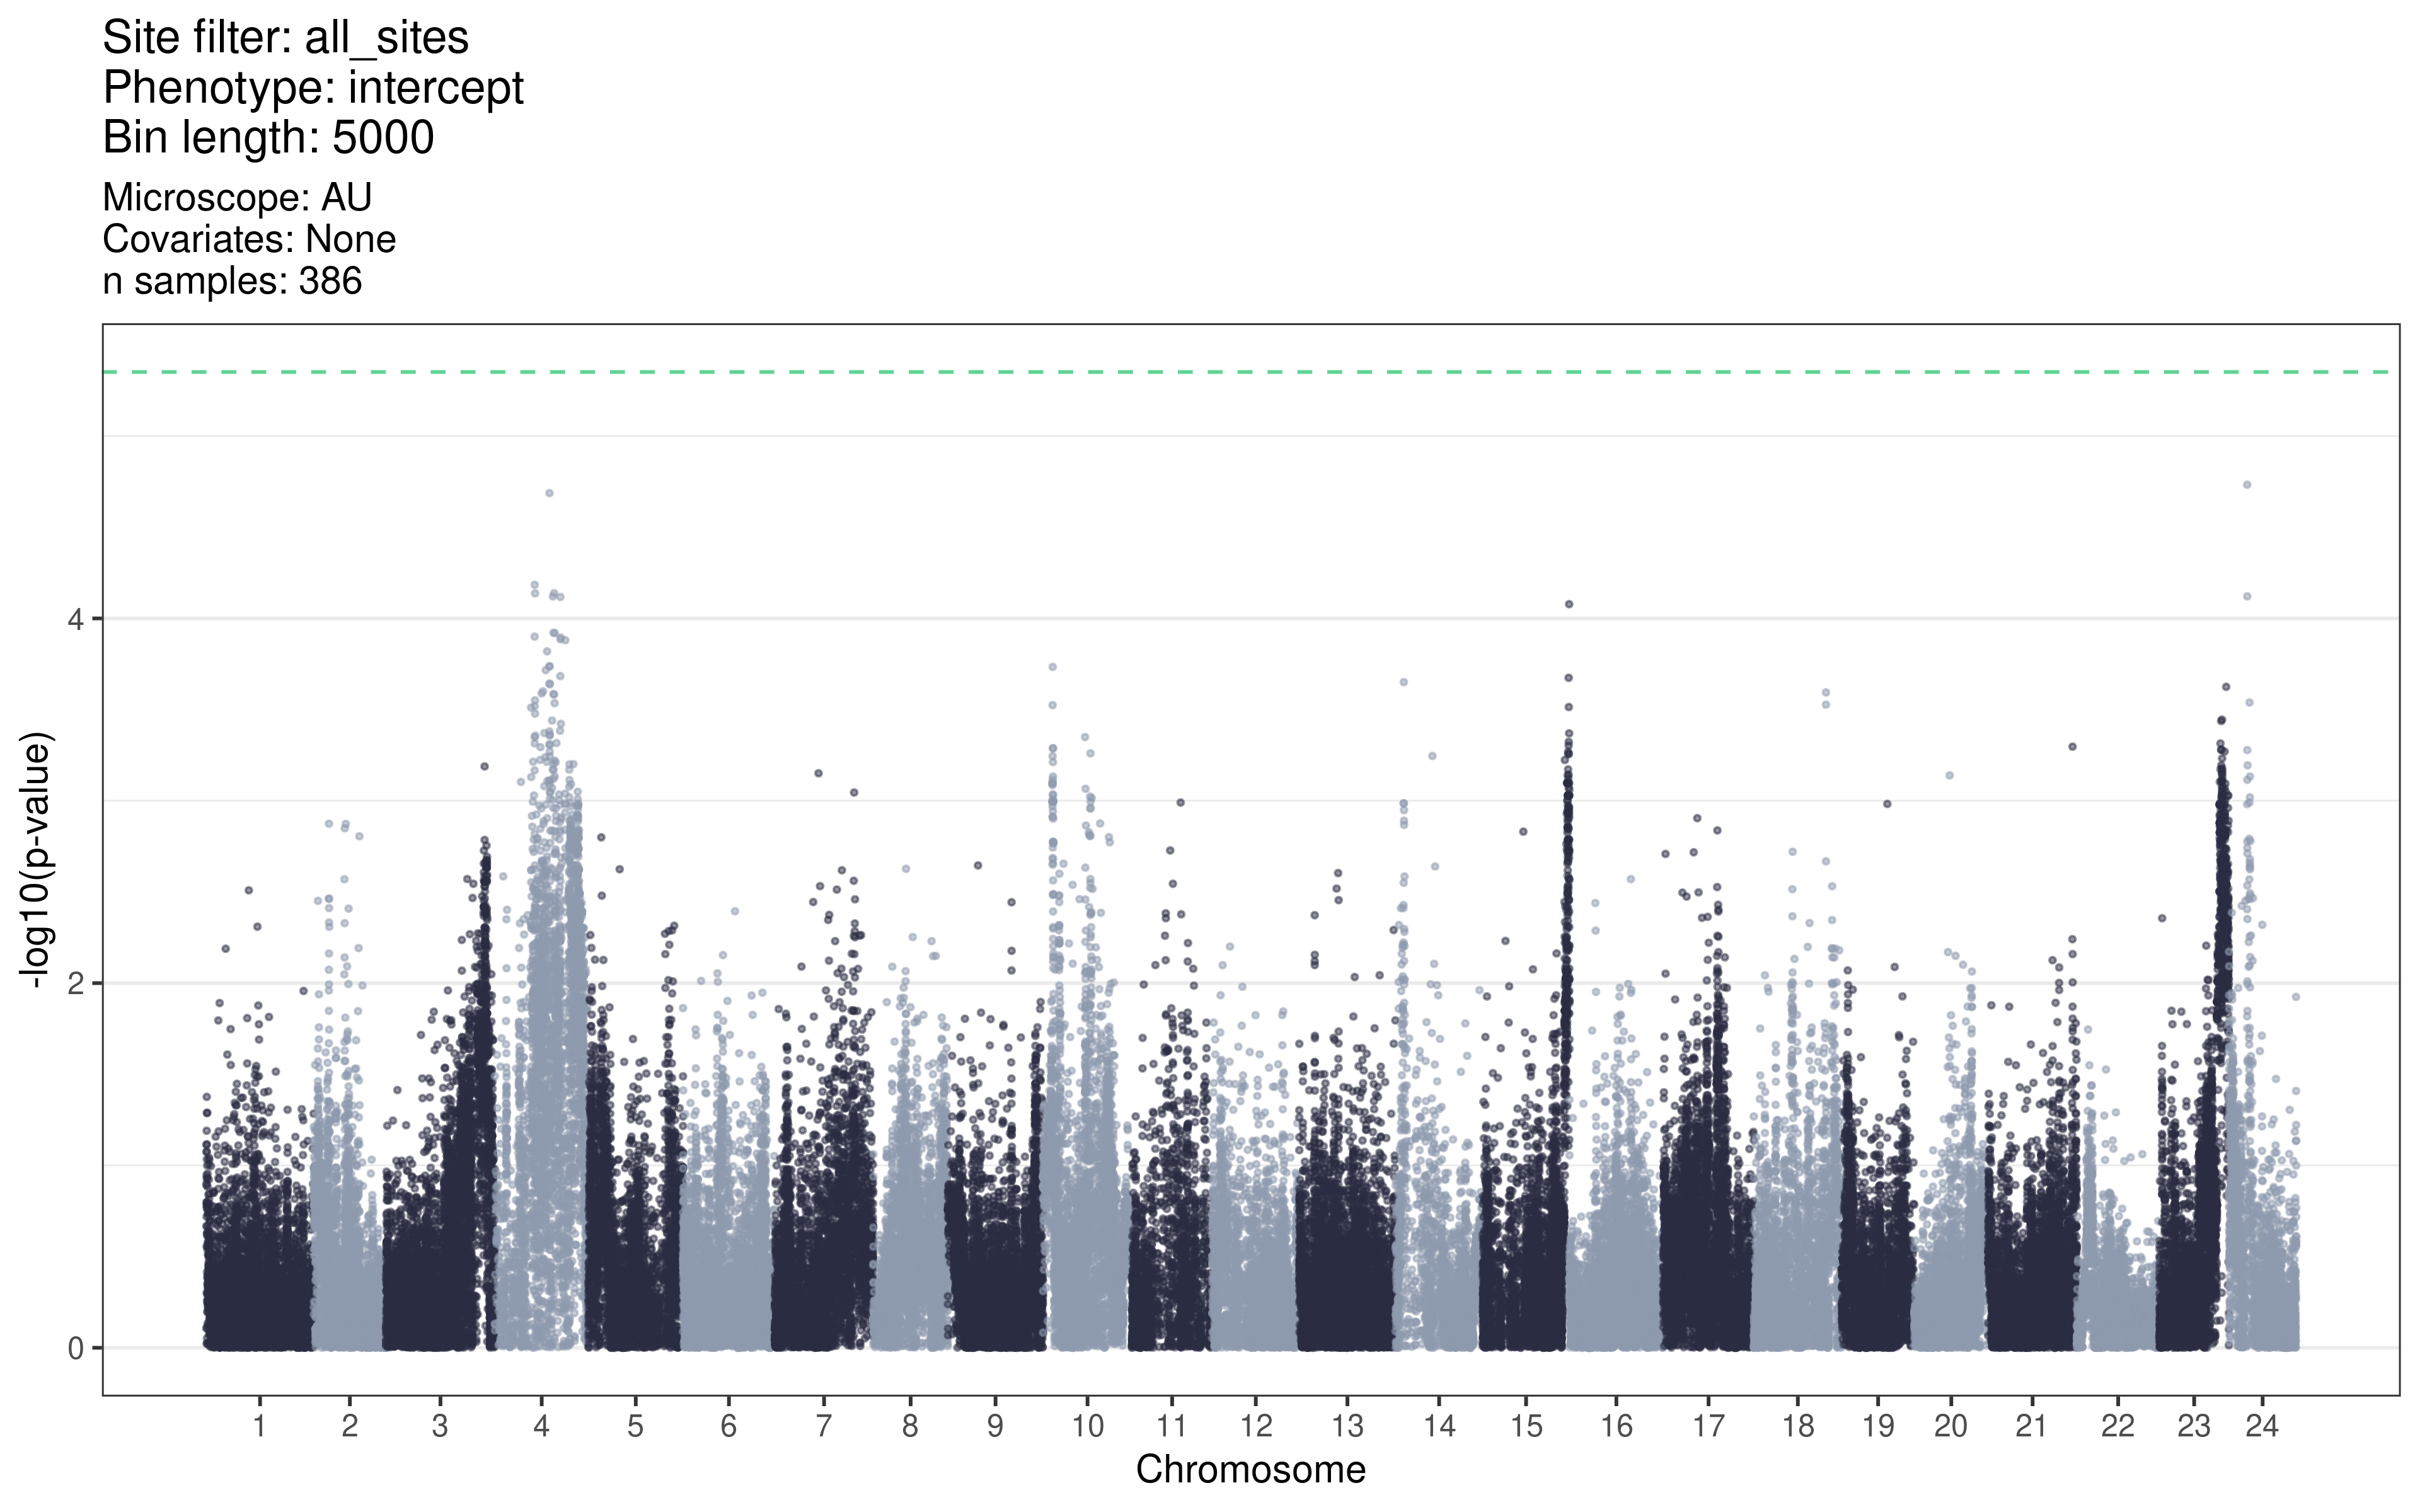 Site filter: all_sites
Phenotype: intercept
Bin length: 5000
Microscope: AU
Covariates: None
n samples: 386
-log10(p-value)
4
2
0
1 2 3 4 5 6 7 8 9 10 11 12 13 14 15 16 17 18 19 20 21 22 23 24
Chromosome